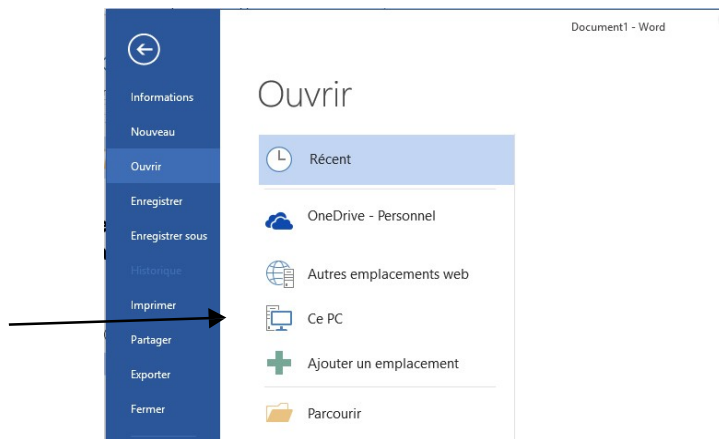 Document1 - Word
Informations
Nouveau
Ouvrir
Enregistrer
Enregistrer sous
Historique
Imprimer
Partager
Exporter
Fermer
Ouvrir
Récent
OneDrive - Personnel
Autres emplacements web
Ce PC
Ajouter un emplacement
Parcourir